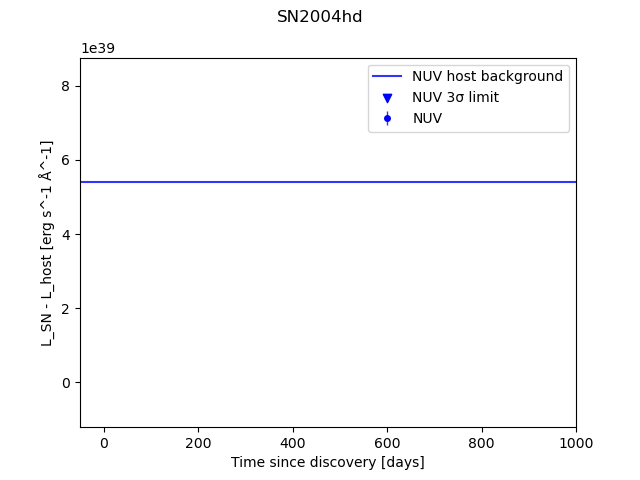 SN2004hd
1e39
NUV host background
NUV 3σ limit
NUV
8
6
4
2
0
L_SN - L_host [erg s^-1 Å^-1]
0 200 400 600 800 1000
Time since discovery [days]